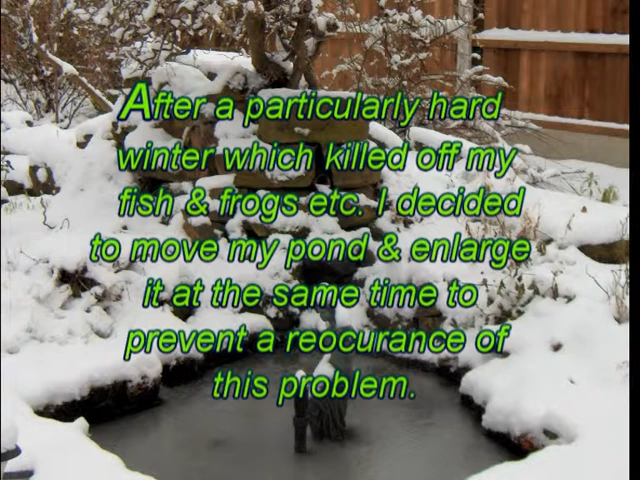 After a particularly hard
winter which killed off my
fish & frogs etc. I decided
to move my pond & enlarge
it at the same time to
prevent a reocurance of
this problem.